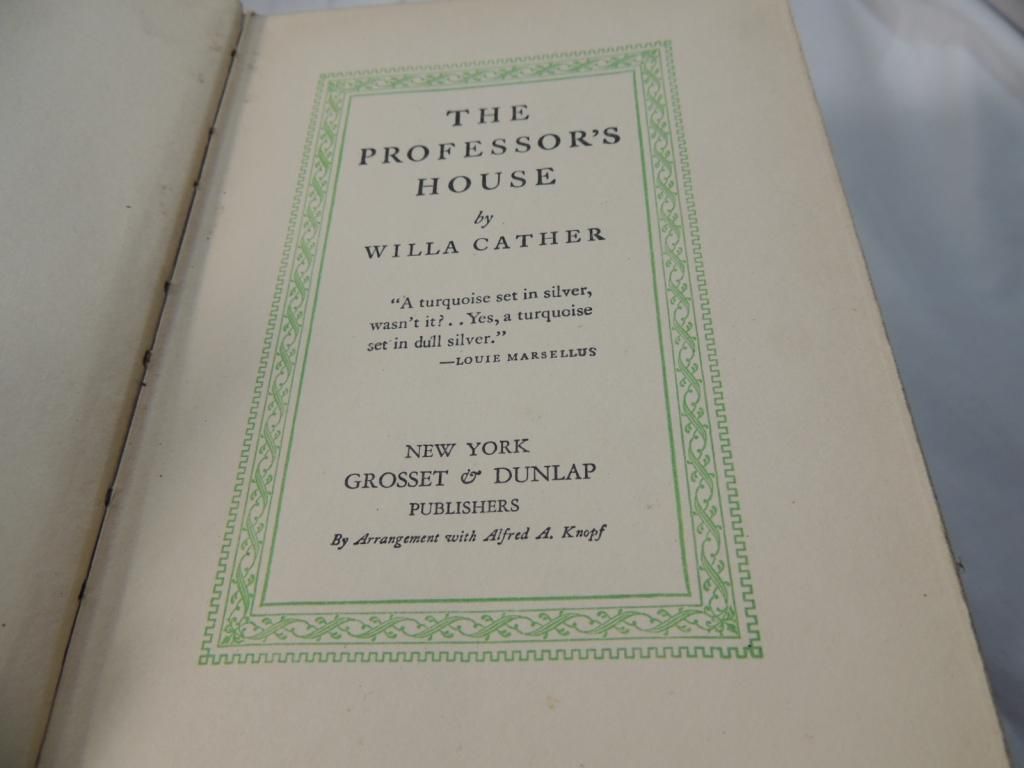 THE
PROFESSOR'S
HOUSE
by
WILLA CATHER
"A turquoise set in silver,
wasn't it? . . Yes, a turquoise
set in dull silver."
—LOUIE MARSELLUS
NEW YORK
GROSSET & DUNLAP
PUBLISHERS
By Arrangement with Alfred A. Knopf